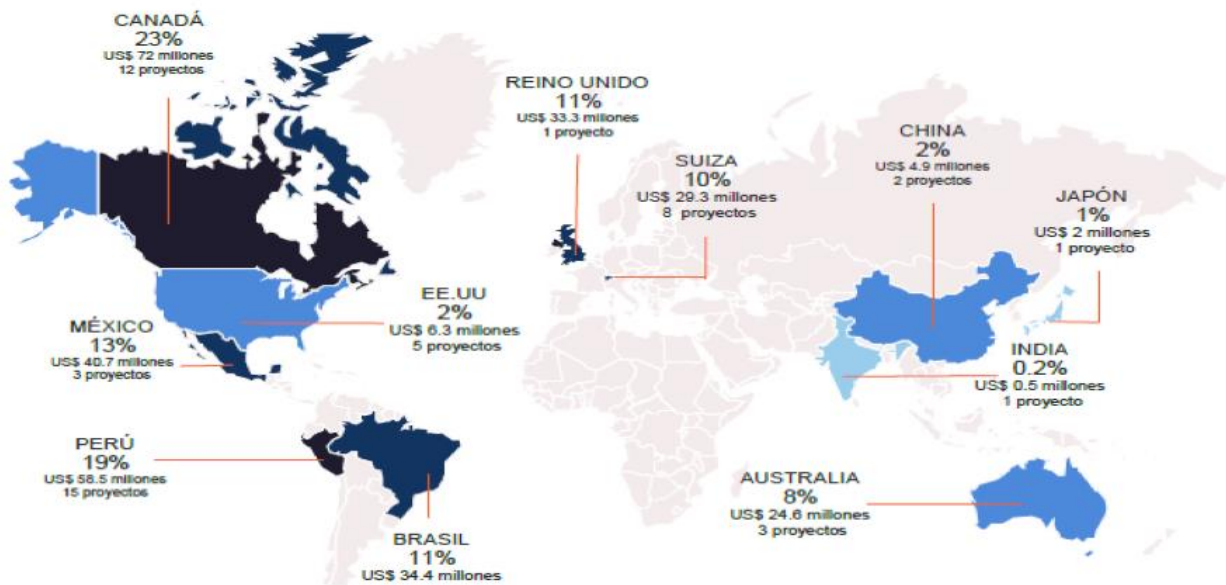 CANADÁ
23%
US$ 72 millones
12 proyectos
REINO UNIDO
11%
US$ 33.3 millones
1 proyecto
SUIZA
10%
US$ 29.3 millones
8 proyectos
CHINA
2%
US$ 4.9 millones
2 proyectos
JAPÓN
1%
US$ 2 millones
1 proyecto
EE.UU
2%
US$ 6.3 millones
5 proyectos
MÉXICO
13%
US$ 40.7 millones
3 proyectos
INDIA
0.2%
US$ 0.5 millones
1 proyecto
PERÚ
19%
US$ 58.5 millones
15 proyectos
AUSTRALIA
8%
US$ 24.6 millones
3 proyectos
BRASIL
11%
US$ 34.4 millones